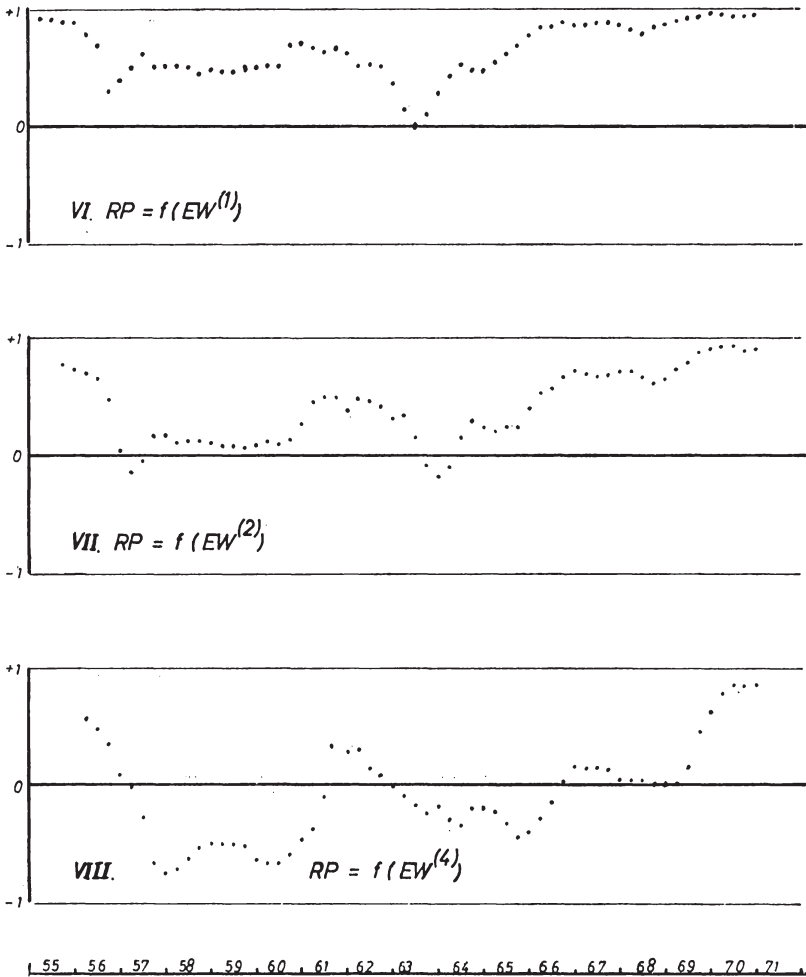 +1
0
VI. RP = f(EW(1))
-1
+1
0
VII. RP = f(EW(2))
-1
+1
0
VIII. RP = f(EW(4))
-1
55 56 57 58 59 60 61 62 63 64 65 66 67 68 69 70 71